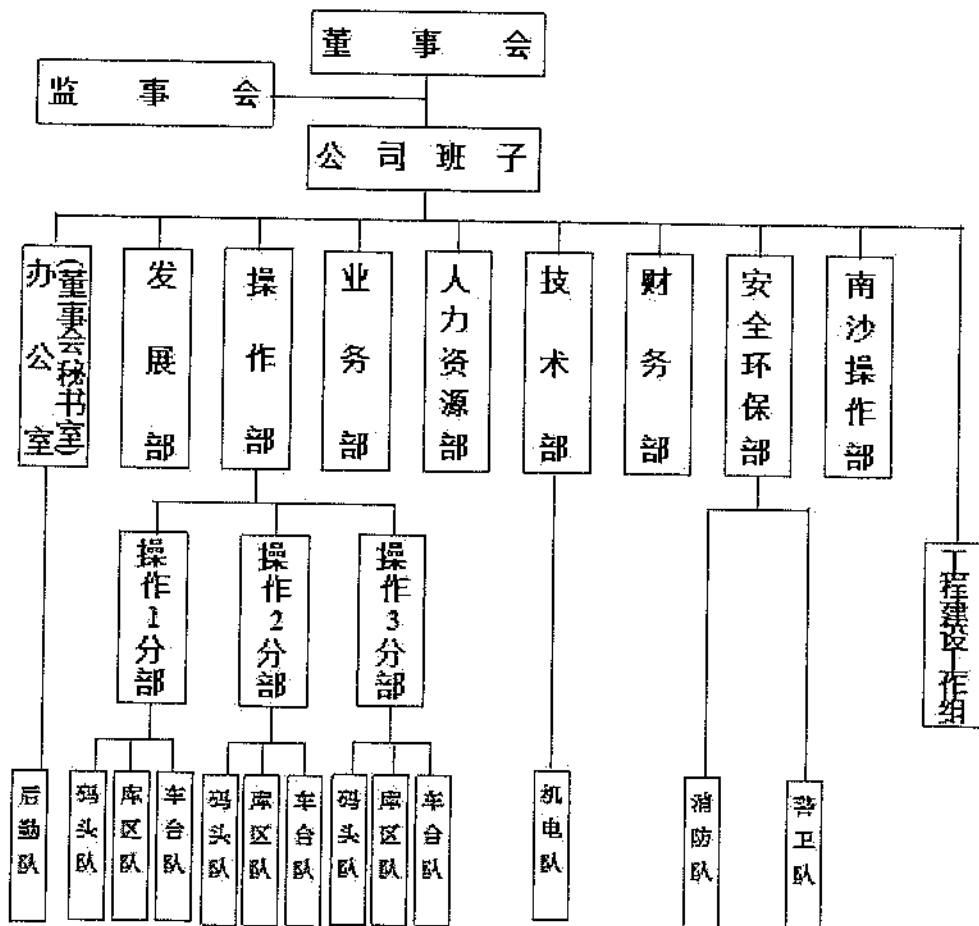 董事会
监事会
公司班子
办公室
(董事会秘书室)
发展部
操作部
业务部
人力资源部
技术部
财务部
安全环保部
南沙操作部
工程建设工作组
操作1分部
操作2分部
操作3分部
后勤队
码头队
库区队
车台队
码头队
库区队
车台队
码头队
库区队
车台队
机电队
消防队
警卫队